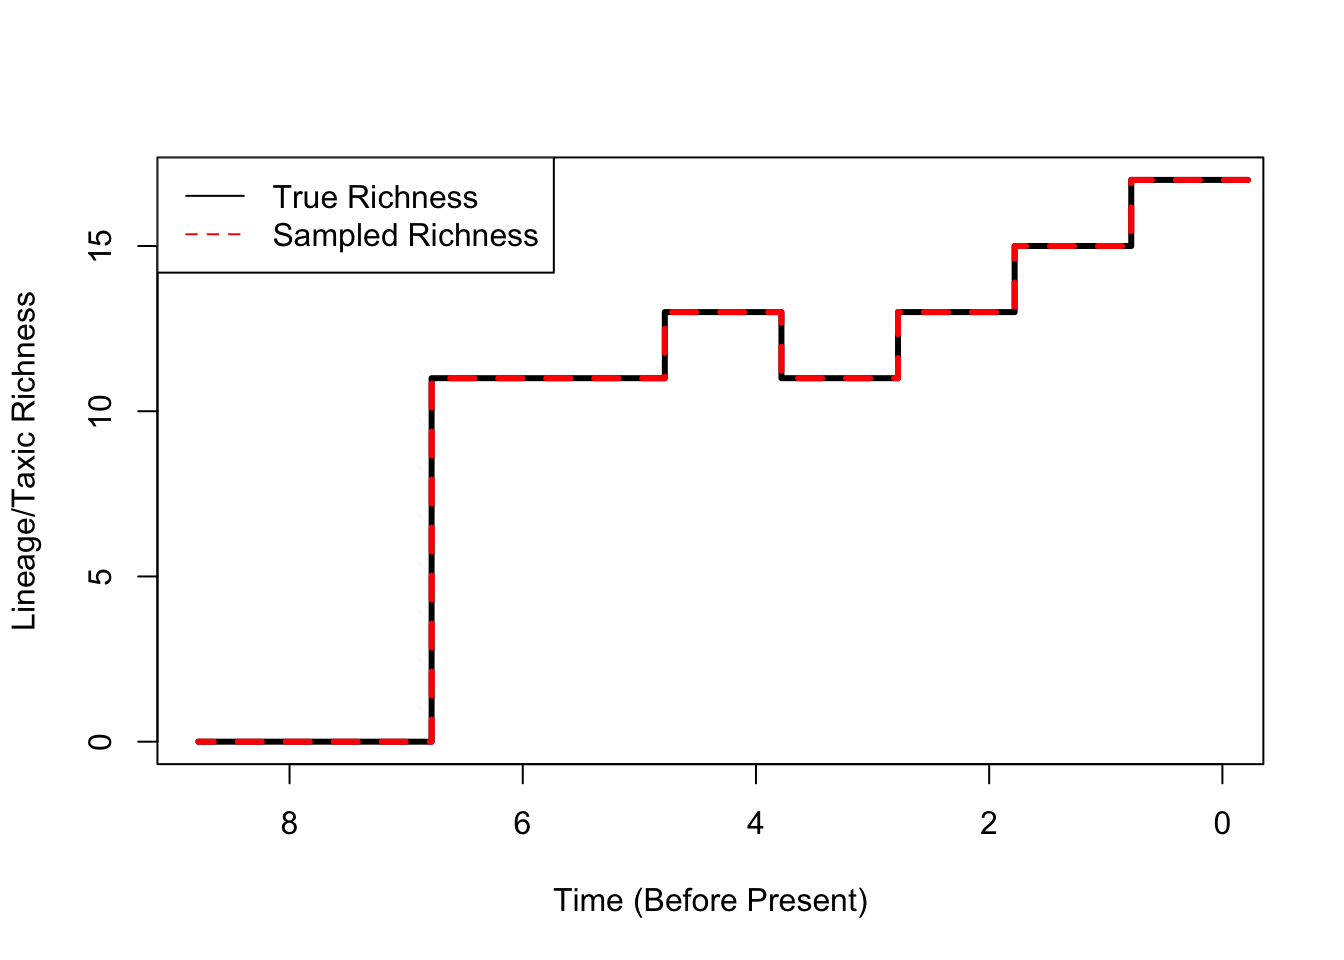 True Richness
Sampled Richness
Lineage/Taxic Richness
15
10
5
0
8 6 4 2 0
Time (Before Present)